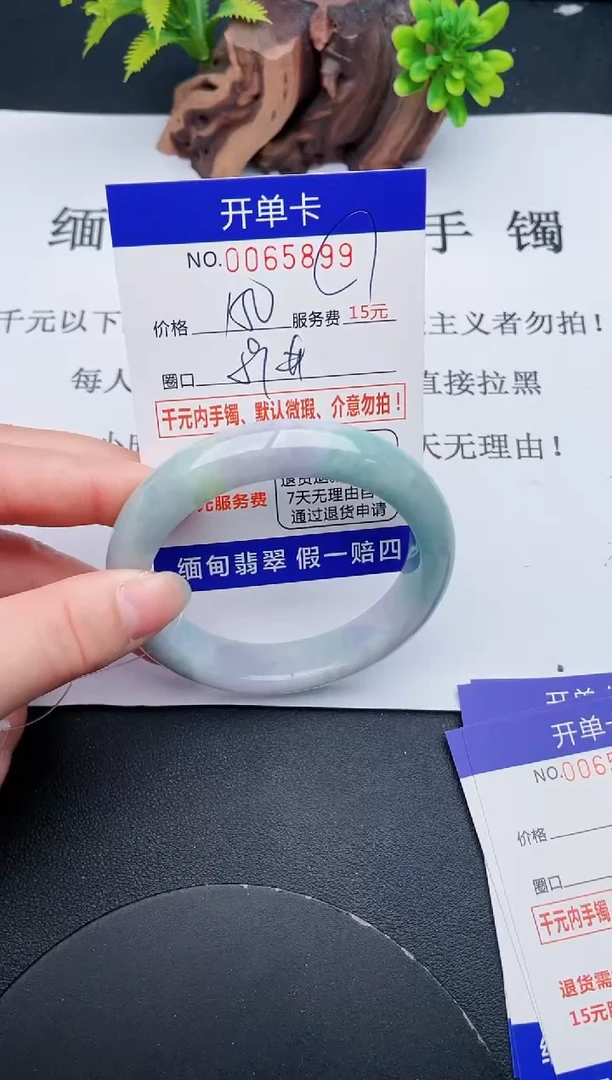 开单卡
NO.0065899
缅
手镯
价格 服务费 15元
千元以下
主义者勿拍!
圈口
每人
直接拉黑
千元内手镯、默认微瑕、介意勿拍!
天无理由!
元服务费
7天无理由
通过退货申请
缅甸翡翠 假一赔四
开单
开单卡
NO.0065
价格
圈口
千元内手镯
退货需
15元